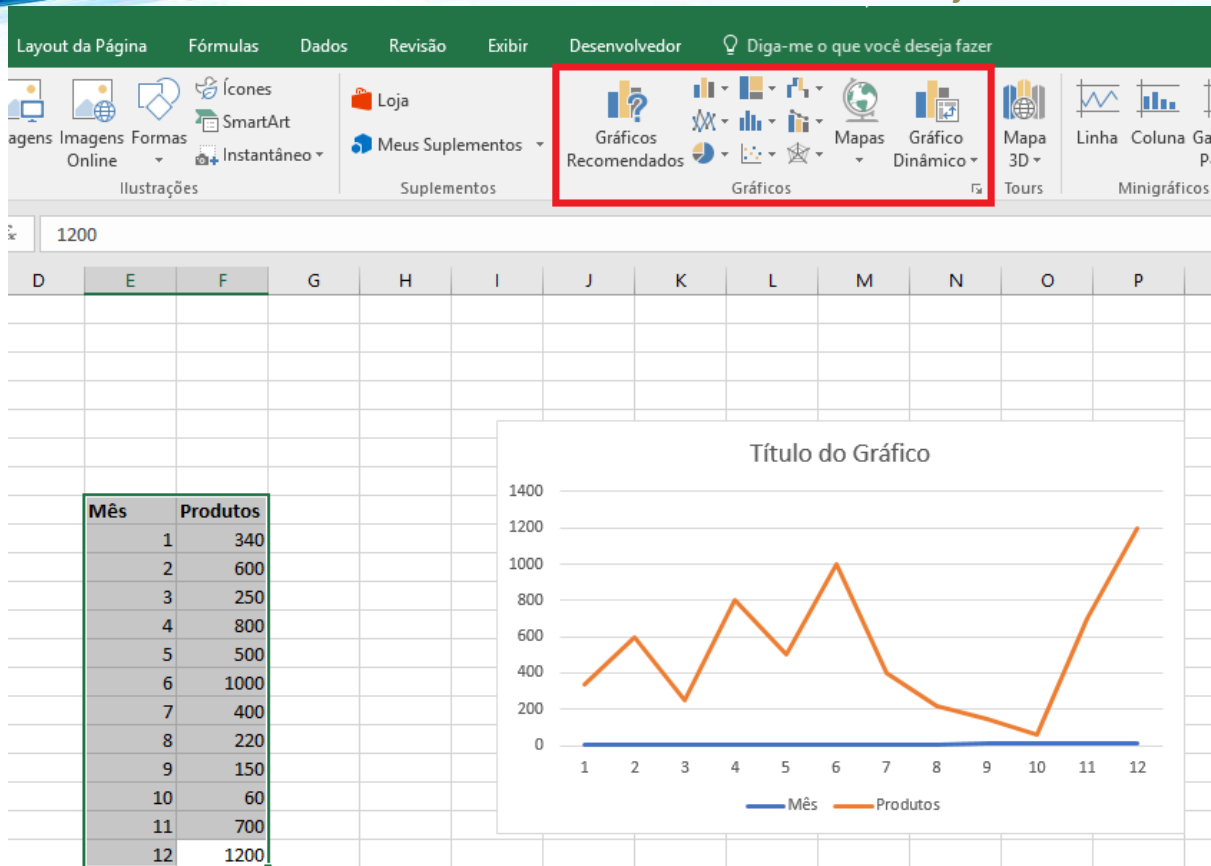 Layout da Página Fórmulas Dados Revisão Exibir Desenvolvedor Diga-me o que você deseja fazer
Ícones
SmartArt
Instantâneo
agens Imagens Formas
Online
Ilustrações
Loja
Meus Suplementos
Suplementos
Gráficos
Recomendados
Mapas
Gráfico
Dinâmico
Gráficos
Mapa
3D
Tours
Linha Coluna Ga
P
Minigráficos
1200
D E F G H I J K L M N O P
Mês Produtos
1 340
2 600
3 250
4 800
5 500
6 1000
7 400
8 220
9 150
10 60
11 700
12 1200
Título do Gráfico
1400
1200
1000
800
600
400
200
0
1 2 3 4 5 6 7 8 9 10 11 12
Mês Produtos